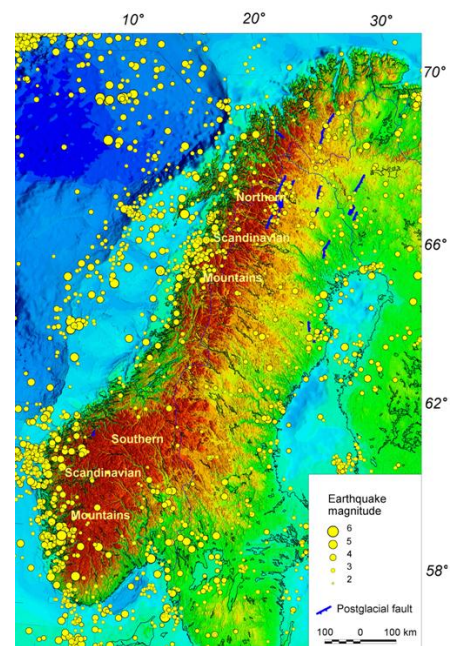 10°
20°
30°
70°
Northern
Scandinavian
66°
Mountains
62°
Southern
Scandinavian
Mountains
Earthquake
magnitude
6
5
4
3
2
58°
Postglacial fault
100 0 100 km